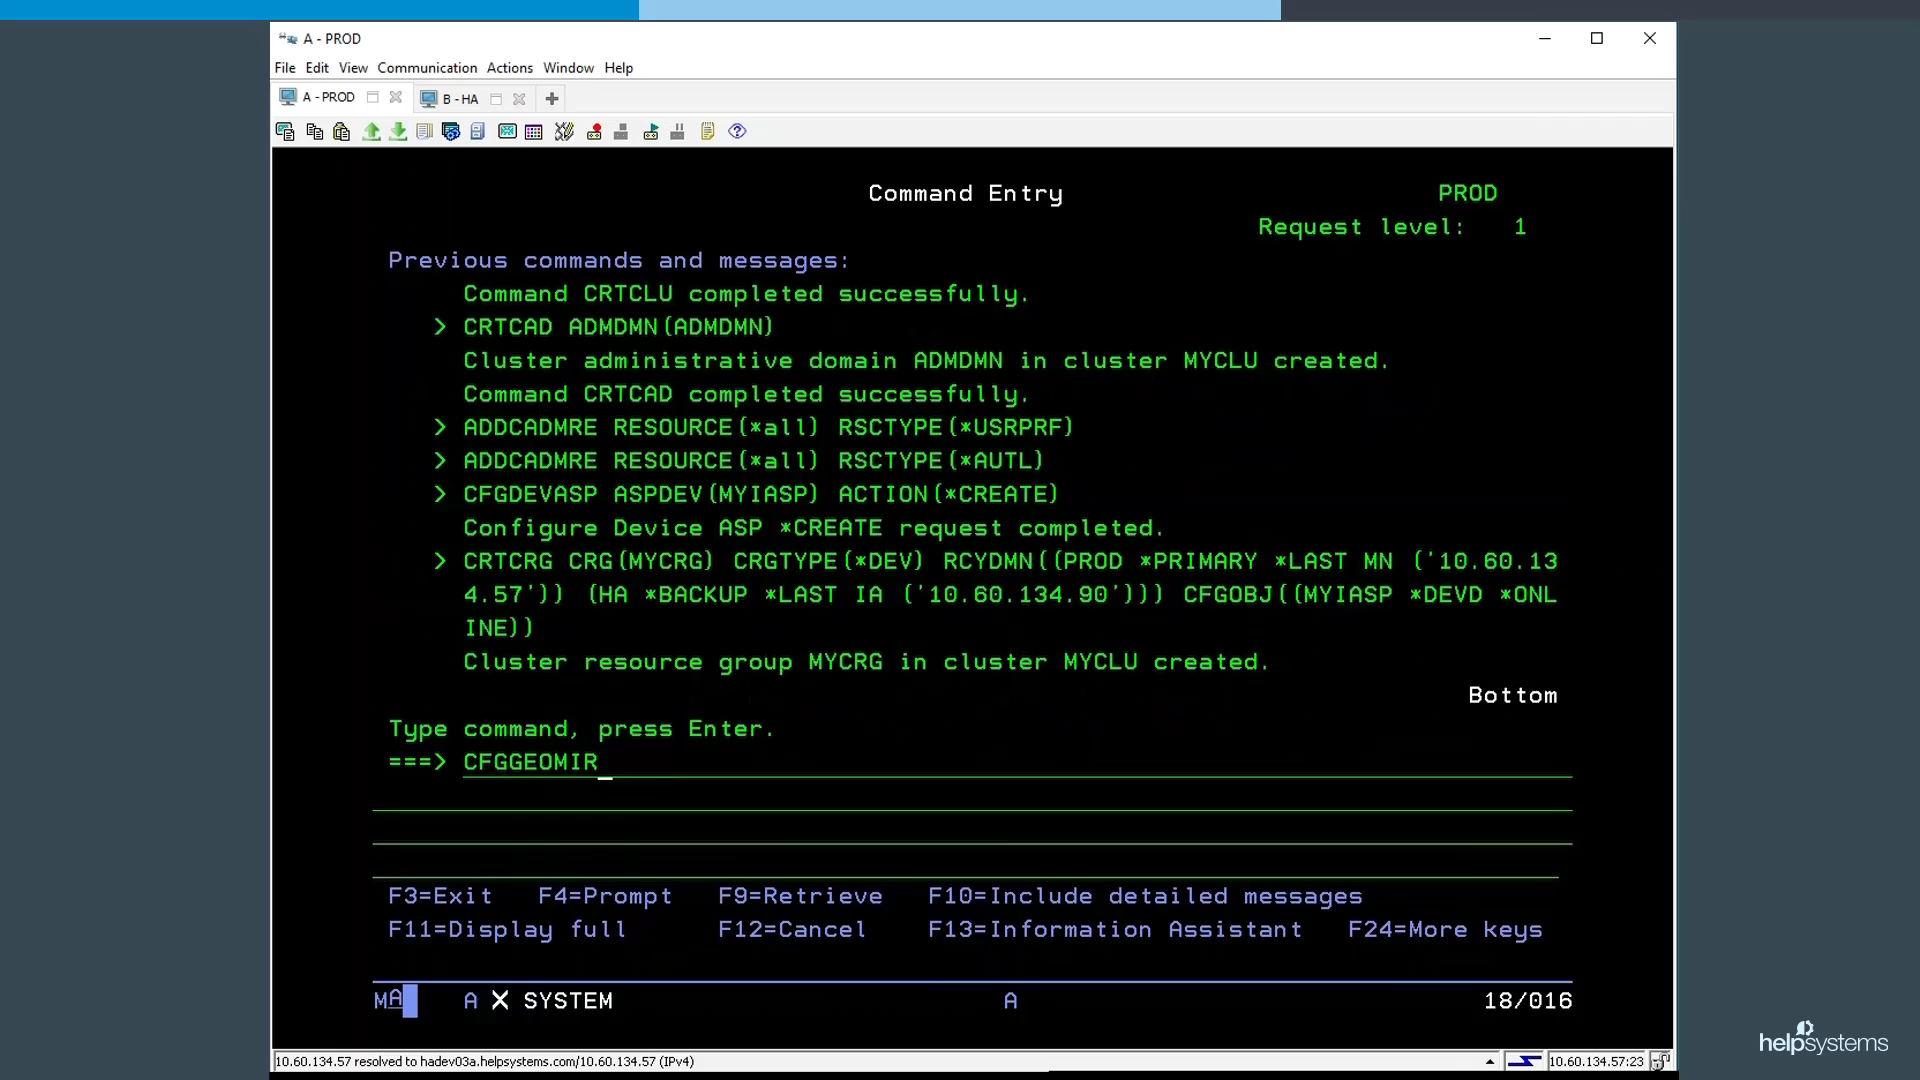 A - PROD
File Edit View Communication Actions Window Help
A - PROD B - HA
Command Entry PROD
Request level: 1
Previous commands and messages:
Command CRTCLU completed successfully.
> CRTCAD ADMDMN(ADMDMN)
Cluster administrative domain ADMDMN in cluster MYCLU created.
Command CRTCAD completed successfully.
> ADDCADMRE RESOURCE(*all) RSCTYPE(*USRPRF)
> ADDCADMRE RESOURCE(*all) RSCTYPE(*AUTL)
> CFGDEVASP ASPDEV(MYIASP) ACTION(*CREATE)
Configure Device ASP *CREATE request completed.
> CRTCRG CRG(MYCRG) CRGTYPE(*DEV) RCYDMN((PROD *PRIMARY *LAST MN ('10.60.13
4.57')) (HA *BACKUP *LAST IA ('10.60.134.90'))) CFGOBJ((MYIASP *DEVD *ONL
INE))
Cluster resource group MYCRG in cluster MYCLU created.
Bottom
Type command, press Enter.
===> CFGGEOMIR
F3=Exit F4=Prompt F9=Retrieve F10=Include detailed messages
F11=Display full F12=Cancel F13=Information Assistant F24=More keys
MA A X SYSTEM A 18/016
10.60.134.57 resolved to hadev03a.helpsystems.com/10.60.134.57 (IPv4) 10.60.134.57:23
helpsystems